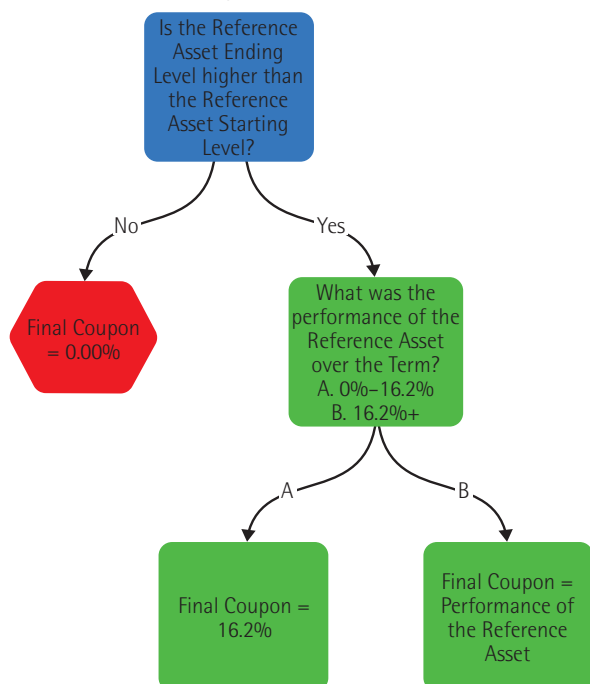 Is the Reference
Asset Ending
Level higher than
the Reference
Asset Starting
Level?
No
Yes
Final Coupon
= 0.00%
What was the
performance of the
Reference Asset
over the Term?
A. 0%–16.2%
B. 16.2%+
A
B
Final Coupon =
16.2%
Final Coupon =
Performance of
the Reference
Asset